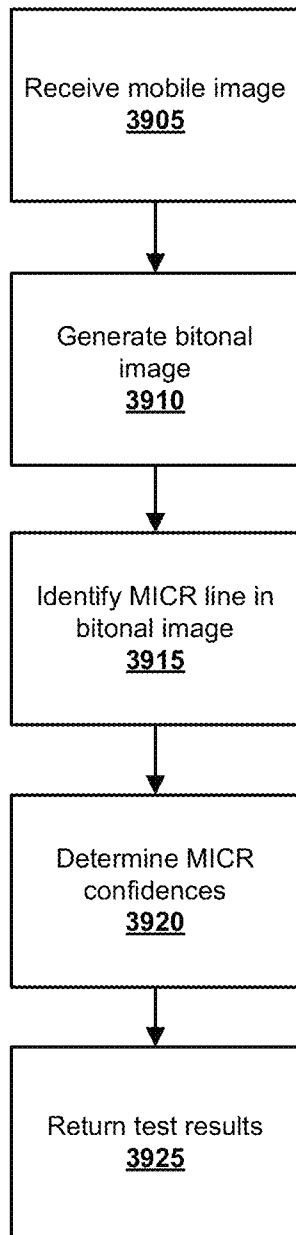 Receive mobile image
3905
Generate bitonal
image
3910
Identify MICR line in
bitonal image
3915
Determine MICR
confidences
3920
Return test results
3925